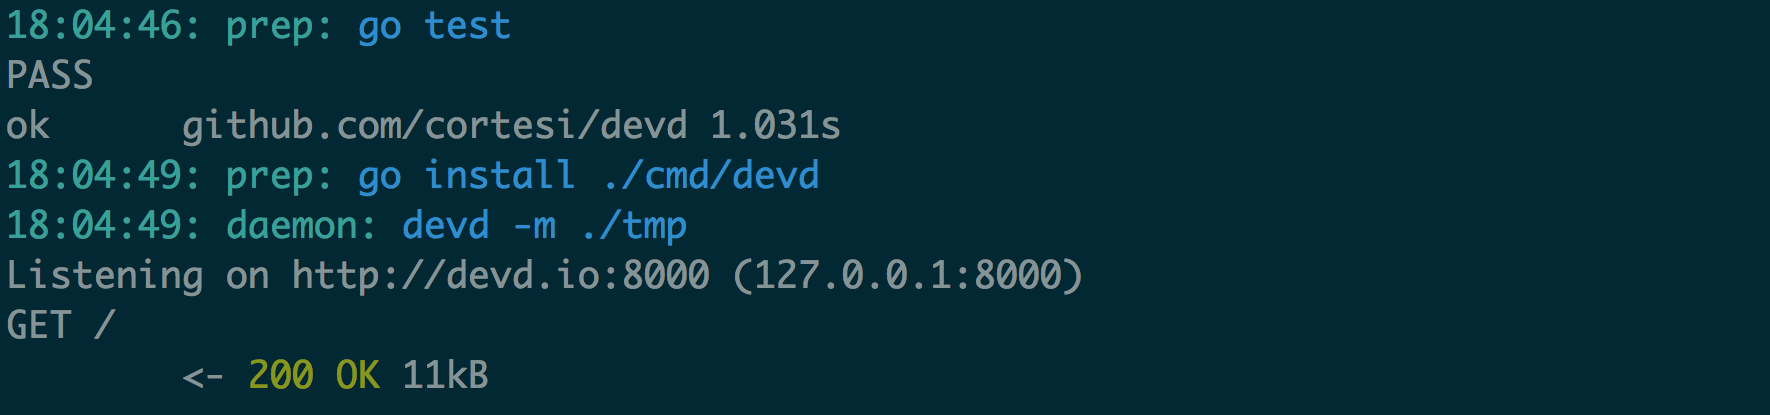 18:04:46: prep: go test
PASS
ok      github.com/cortesi/devd 1.031s
18:04:49: prep: go install ./cmd/devd
18:04:49: daemon: devd -m ./tmp
Listening on http://devd.io:8000 (127.0.0.1:8000)
GET /
        <- 200 OK 11kB